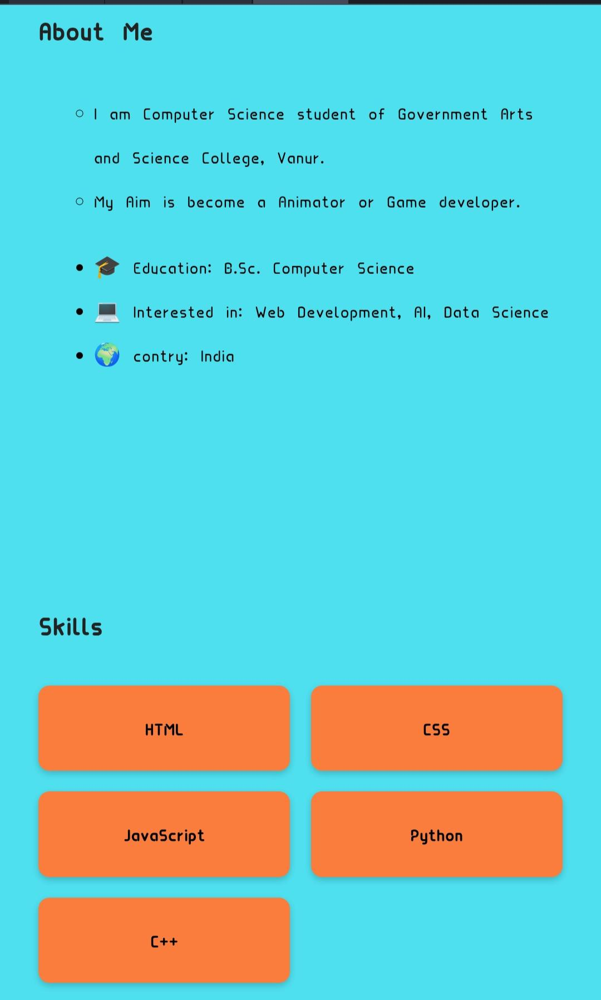 About Me
I am Computer Science student of Government Arts
and Science College, Vanur.
My Aim is become a Animator or Game developer.
Education: B.Sc. Computer Science
Interested in: Web Development, AI, Data Science
contry: India
Skills
HTML
CSS
JavaScript
Python
C++